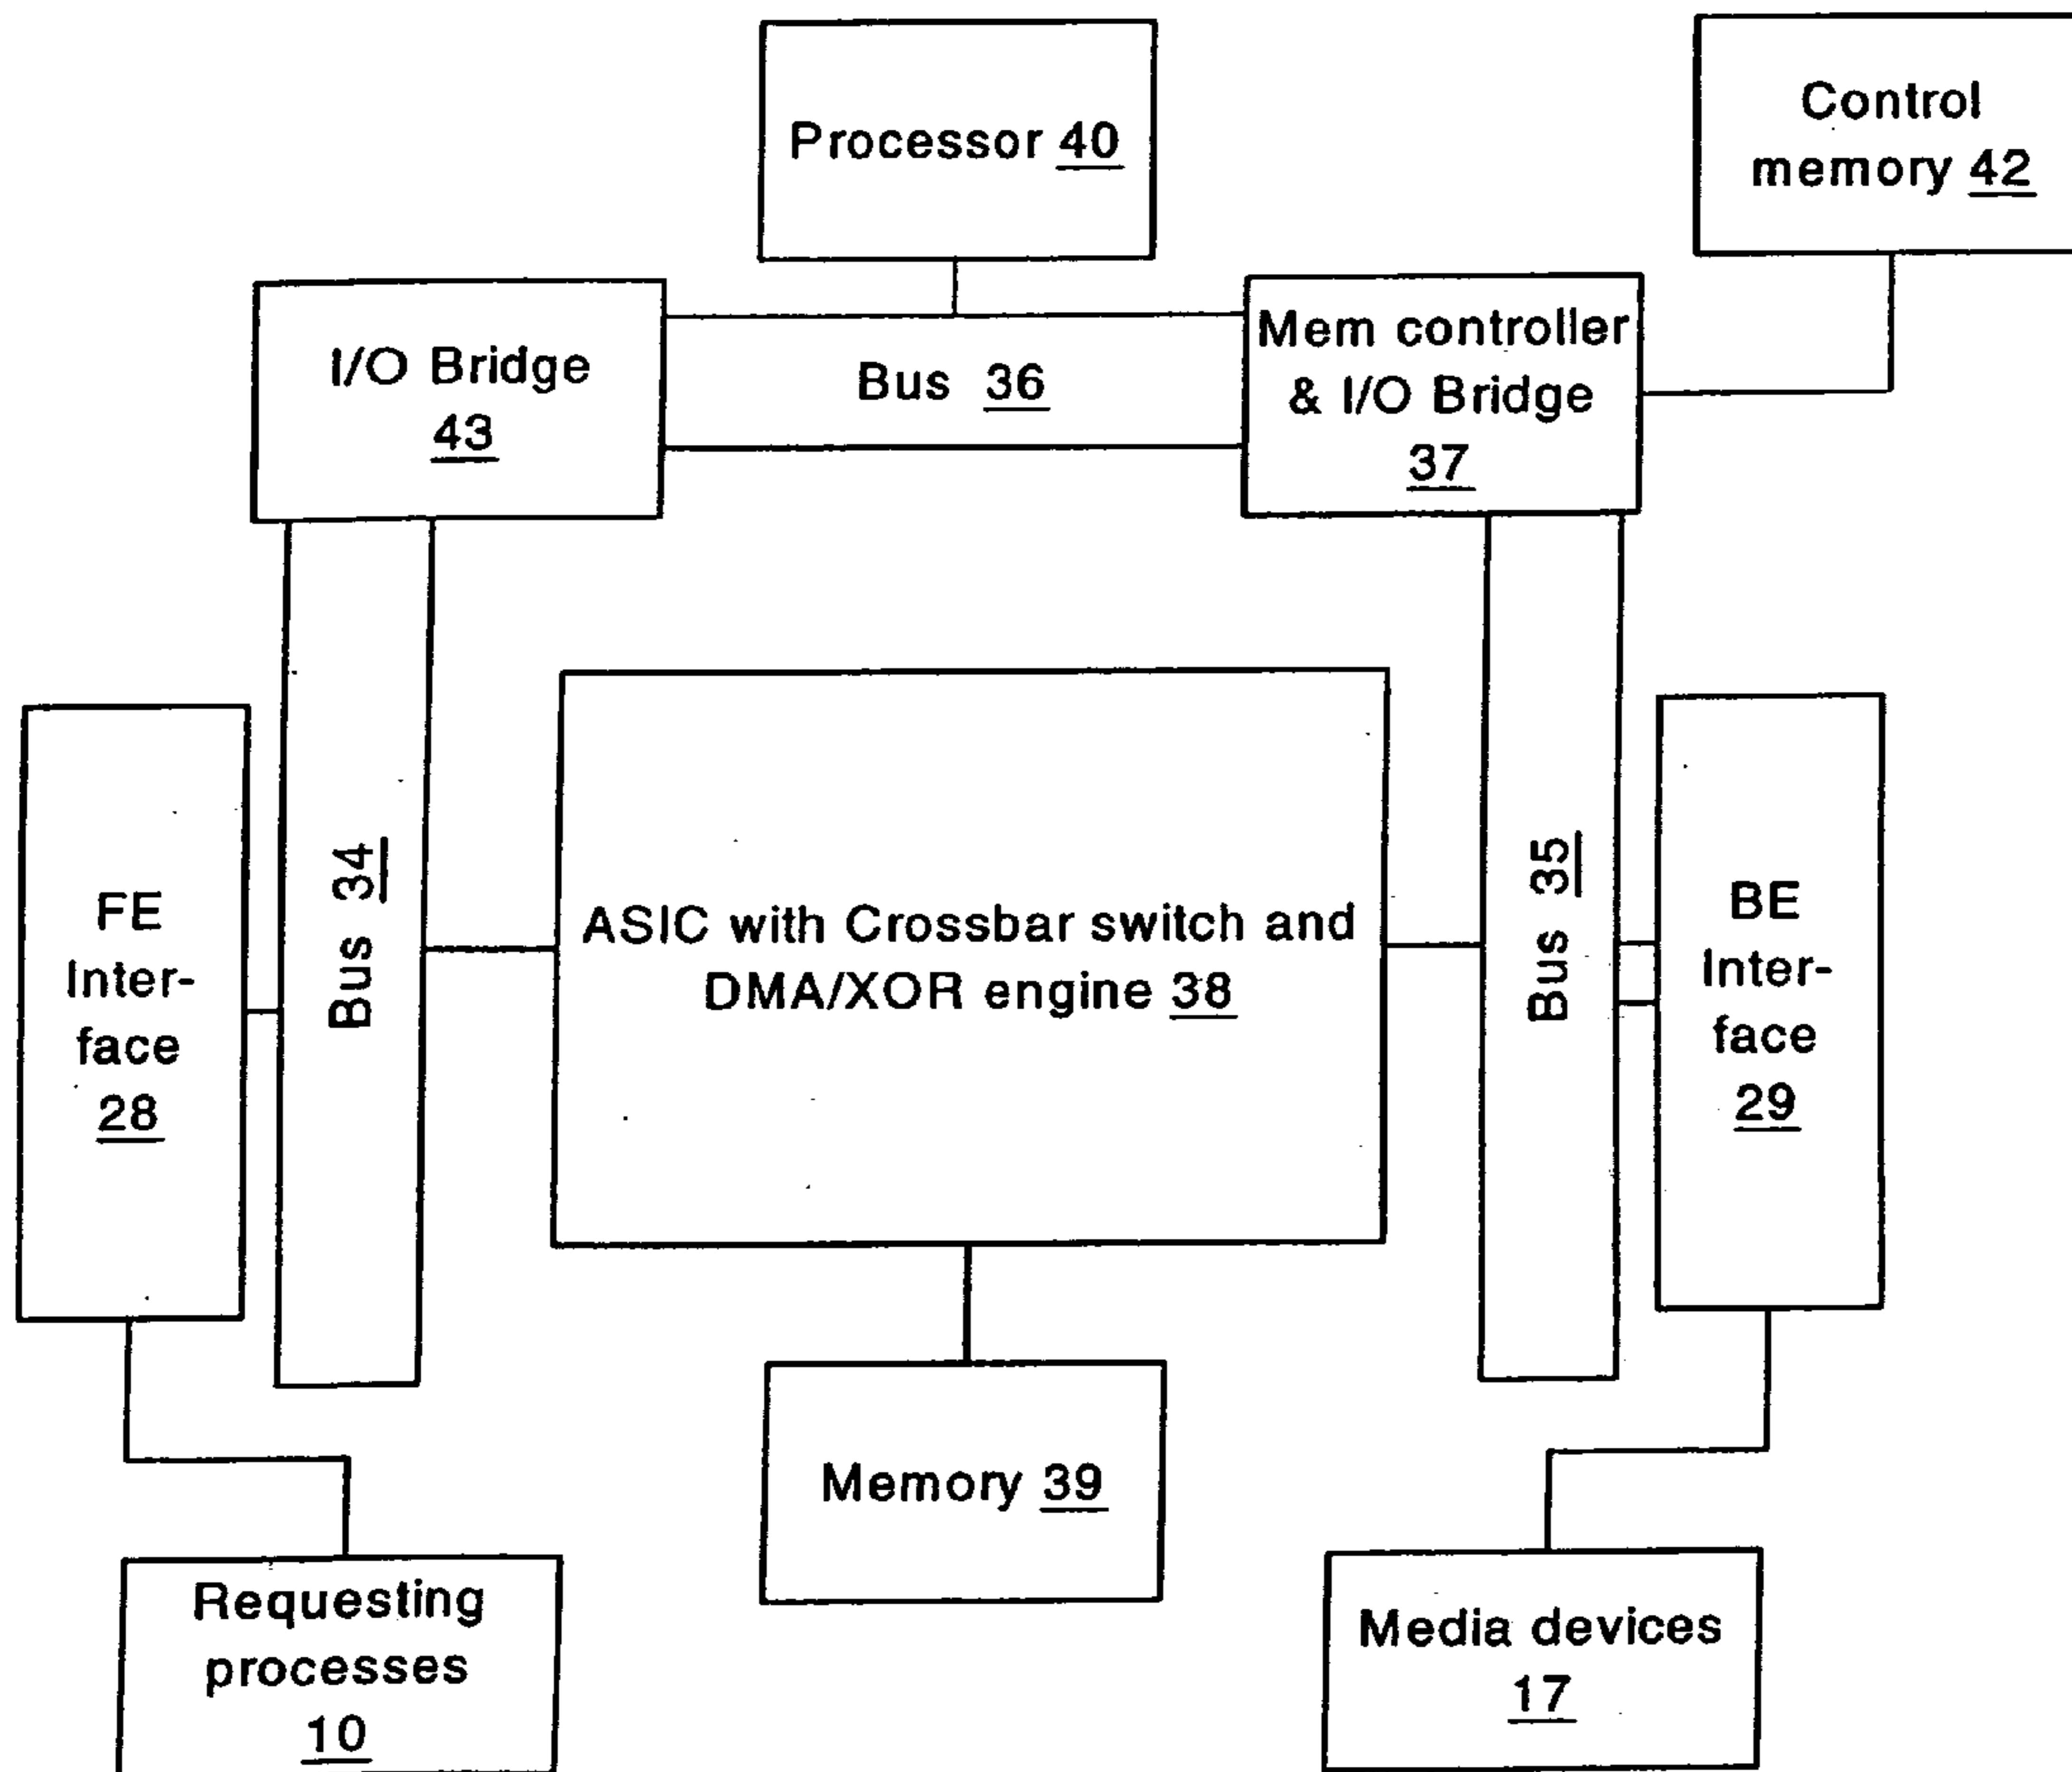 Processor 40
Control
memory 42
I/O Bridge
43
Bus 36
Mem controller
& I/O Bridge
37
FE
Inter-
face
28
Bus 34
ASIC with Crossbar switch and
DMA/XOR engine 38
Bus 35
BE
Inter-
face
29
Memory 39
Requesting
processes
10
Media devices
17